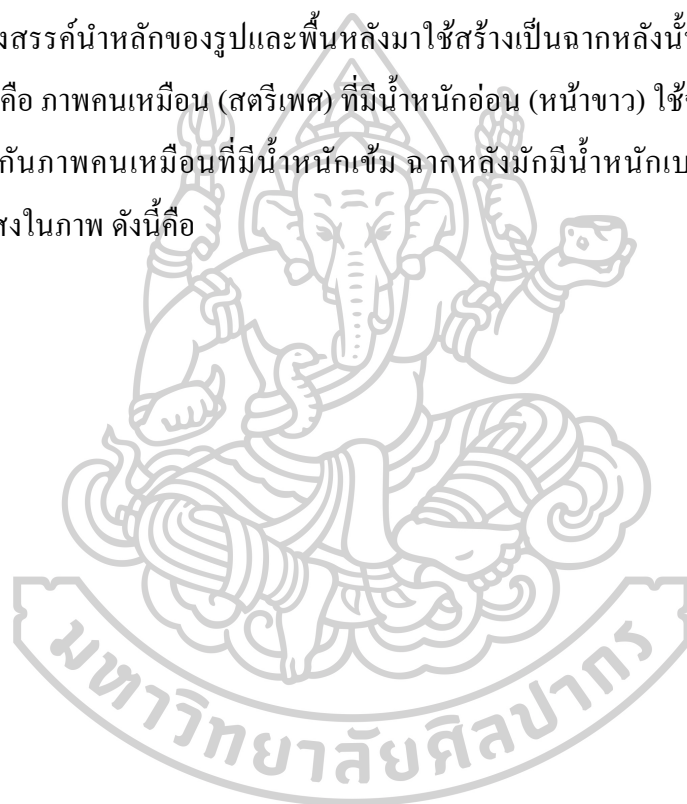 งสรรค์นำหลักของรูปและพื้นหลังมาใช้สร้างเป็นฉากหลังนั้น
คือ ภาพคนเหมือน (สตรีเพศ) ที่มีน้ำหนักอ่อน (หน้าขาว) ใช้
กันภาพคนเหมือนที่มีน้ำหนักเข้ม ฉากหลังมักมีน้ำหนักเบ
สงในภาพ ดังนี้คือ
มหาวิทยาลัยศิลปากร